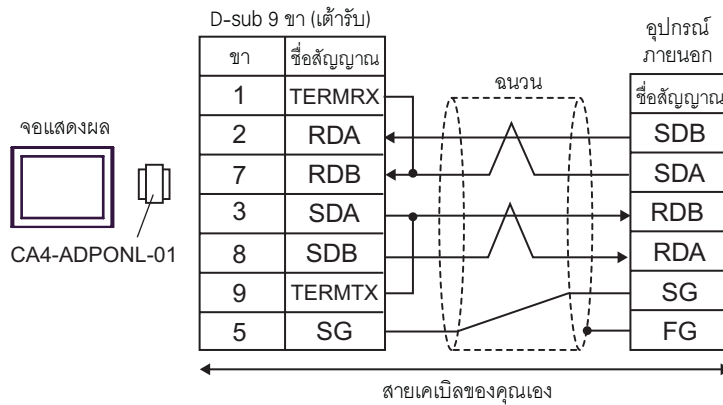 D-sub 9 ขา (เต้ารับ)
ขา ชื่อสัญญาณ
1 TERMRX
2 RDA
7 RDB
3 SDA
8 SDB
9 TERMTX
5 SG
ฉนวน
อุปกรณ์
ภายนอก
ชื่อสัญญาณ
SDB
SDA
RDB
RDA
SG
FG
จอแสดงผล
CA4-ADPONL-01
สายเคเบิลของคุณเอง